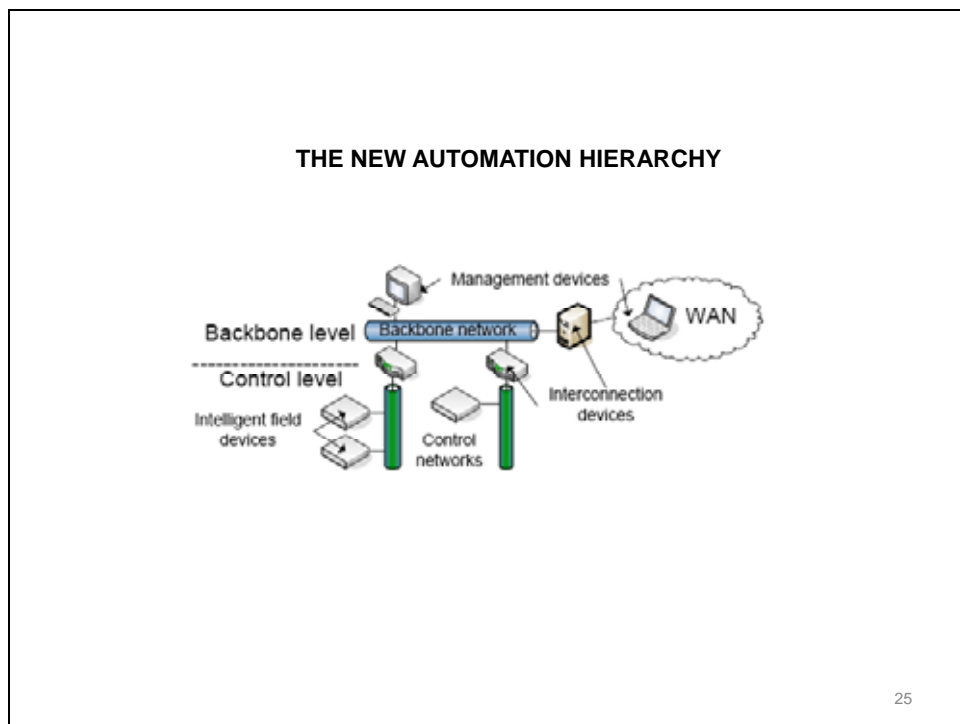 THE NEW AUTOMATION HIERARCHY
Management devices
Backbone level
Backbone network
WAN
Control level
Interconnection
devices
Intelligent field
devices
Control
networks
25